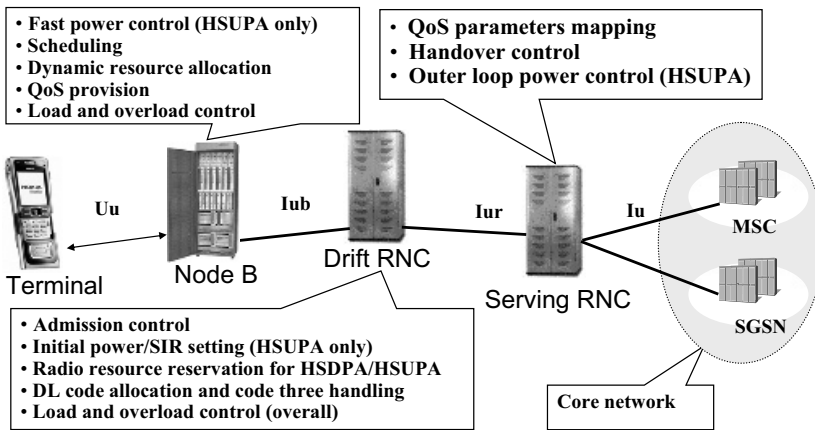 • Fast power control (HSUPA only)
• Scheduling
• Dynamic resource allocation
• QoS provision
• Load and overload control
• QoS parameters mapping
• Handover control
• Outer loop power control (HSUPA)
Uu
Iub
Iur
Iu
MSC
Terminal
Node B
Drift RNC
Serving RNC
SGSN
• Admission control
• Initial power/SIR setting (HSUPA only)
• Radio resource reservation for HSDPA/HSUPA
• DL code allocation and code three handling
• Load and overload control (overall)
Core network